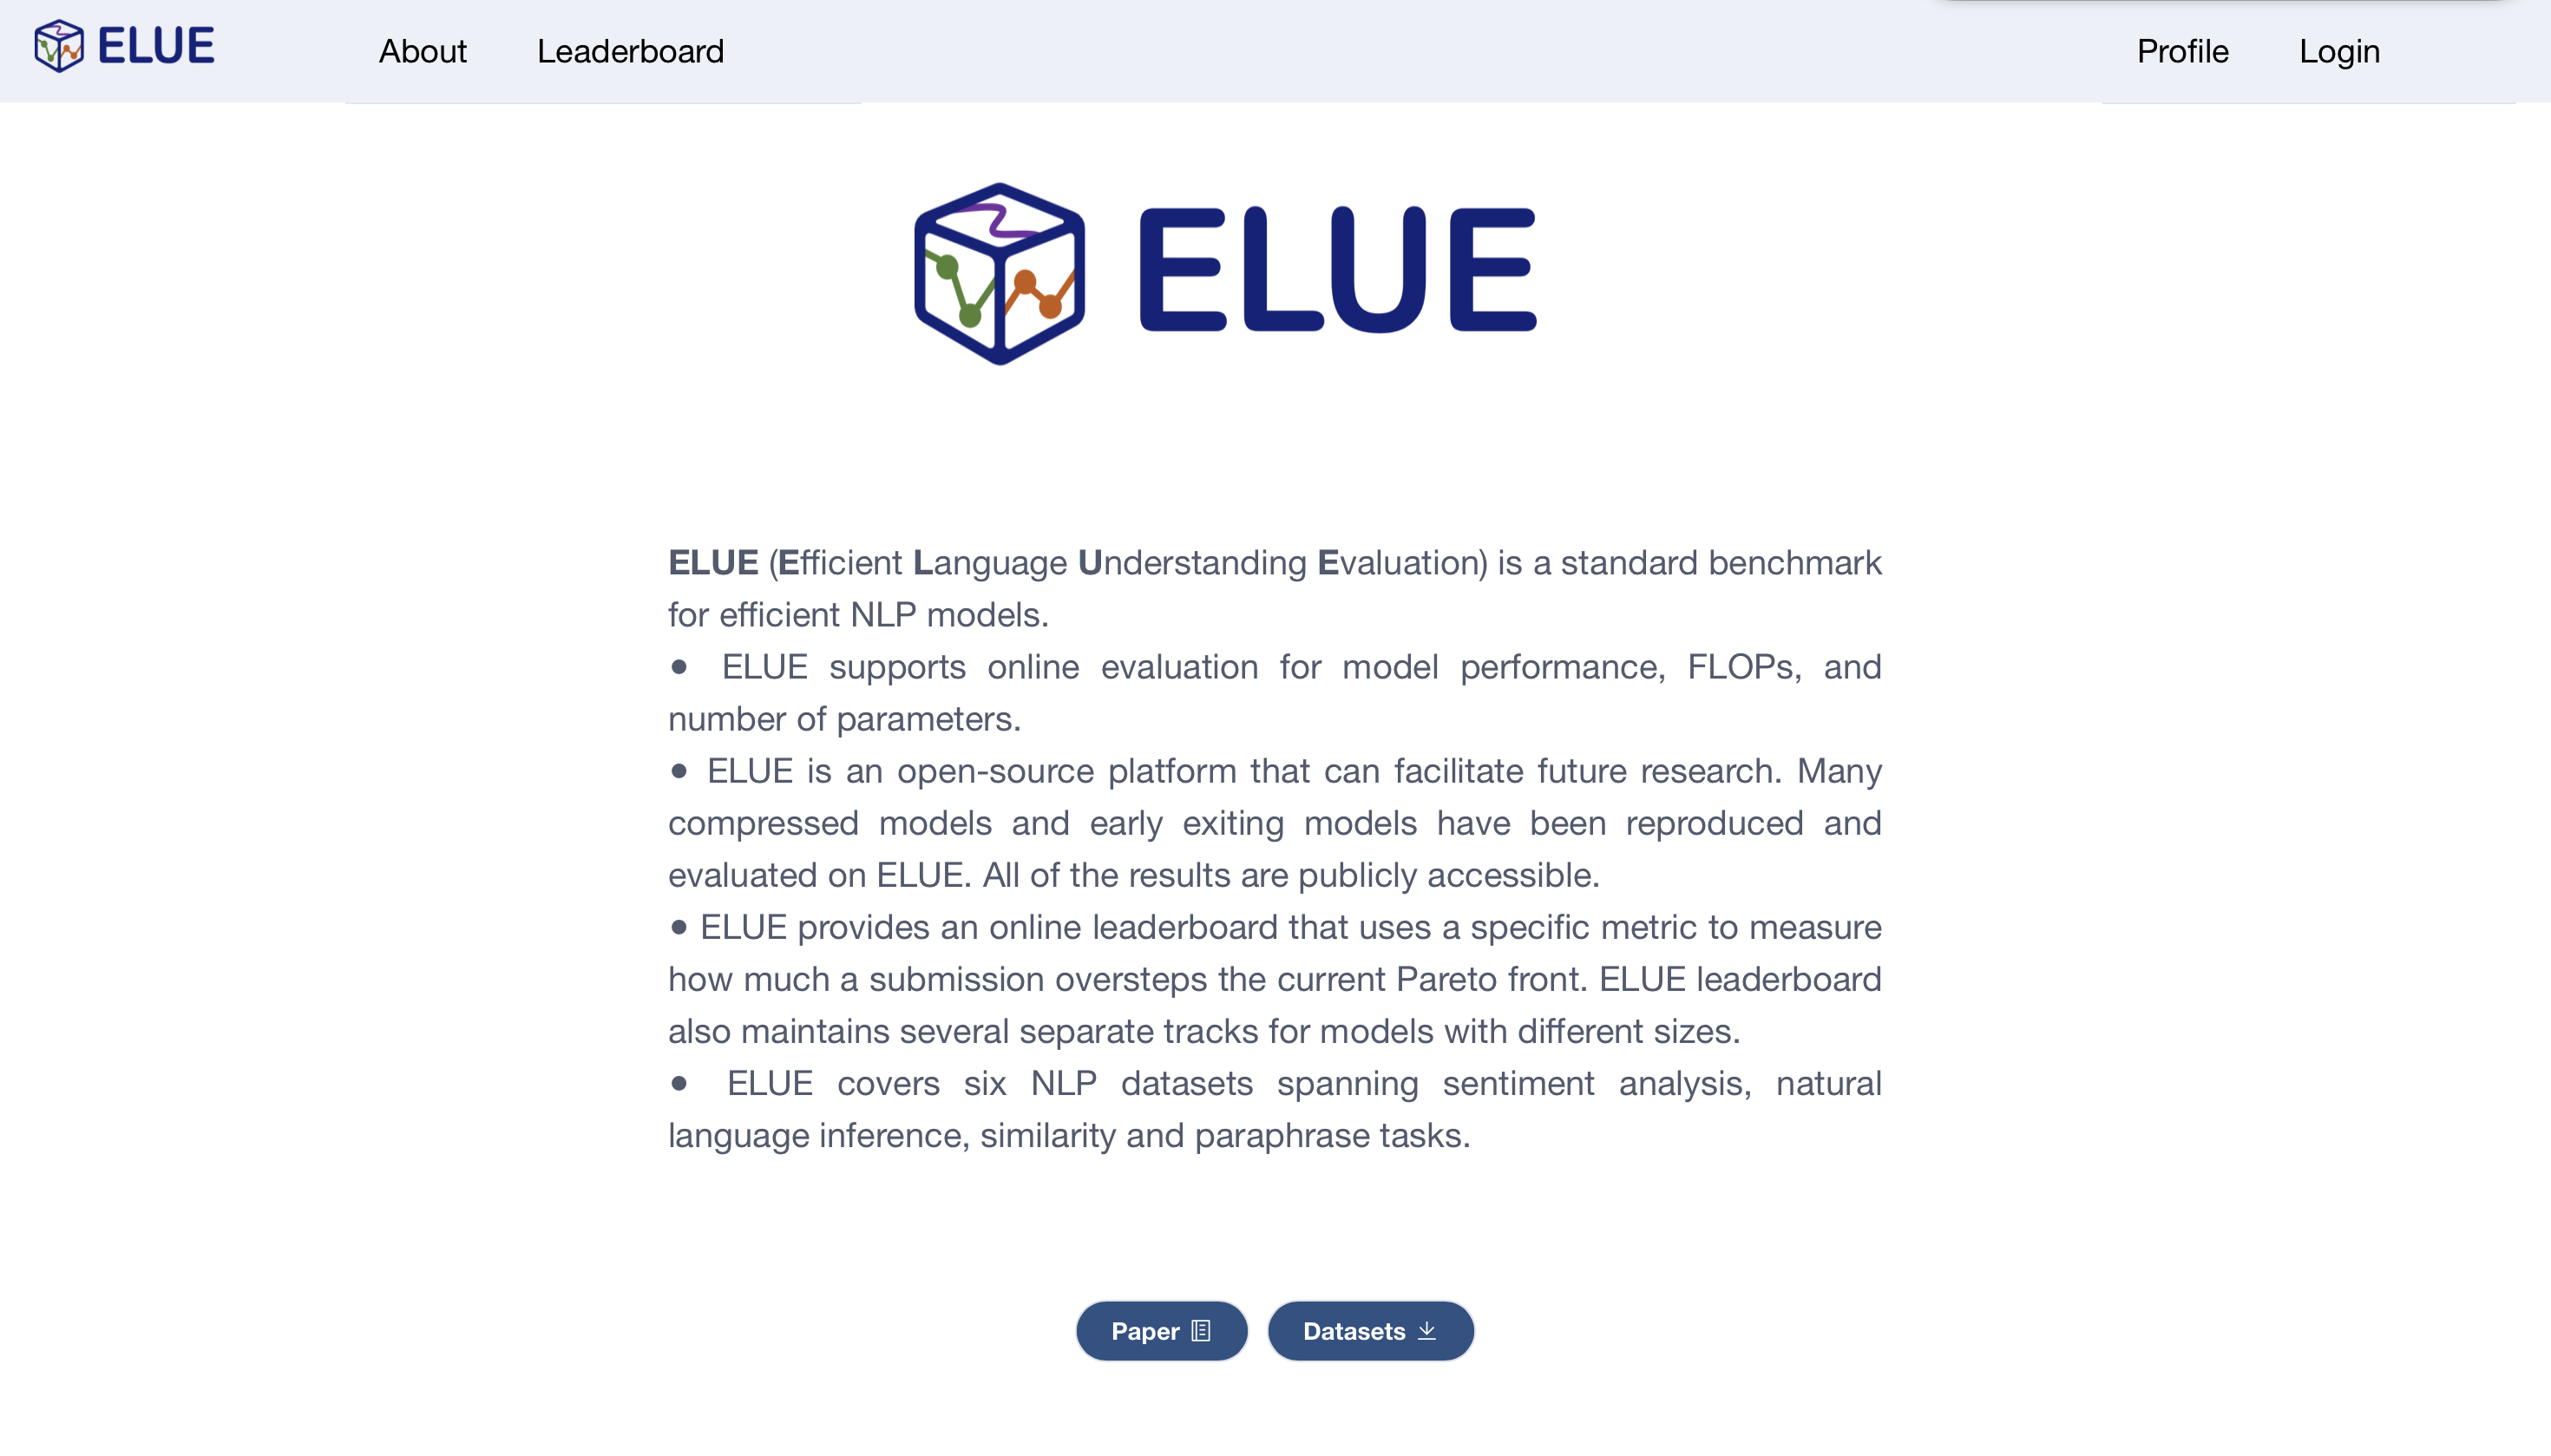 ELUE
About
Leaderboard
Profile
Login
ELUE
ELUE (Efficient Language Understanding Evaluation) is a standard benchmark
for efficient NLP models.
● ELUE supports online evaluation for model performance, FLOPs, and
number of parameters.
● ELUE is an open-source platform that can facilitate future research. Many
compressed models and early exiting models have been reproduced and
evaluated on ELUE. All of the results are publicly accessible.
● ELUE provides an online leaderboard that uses a specific metric to measure
how much a submission oversteps the current Pareto front. ELUE leaderboard
also maintains several separate tracks for models with different sizes.
● ELUE covers six NLP datasets spanning sentiment analysis, natural
language inference, similarity and paraphrase tasks.
Paper
Datasets